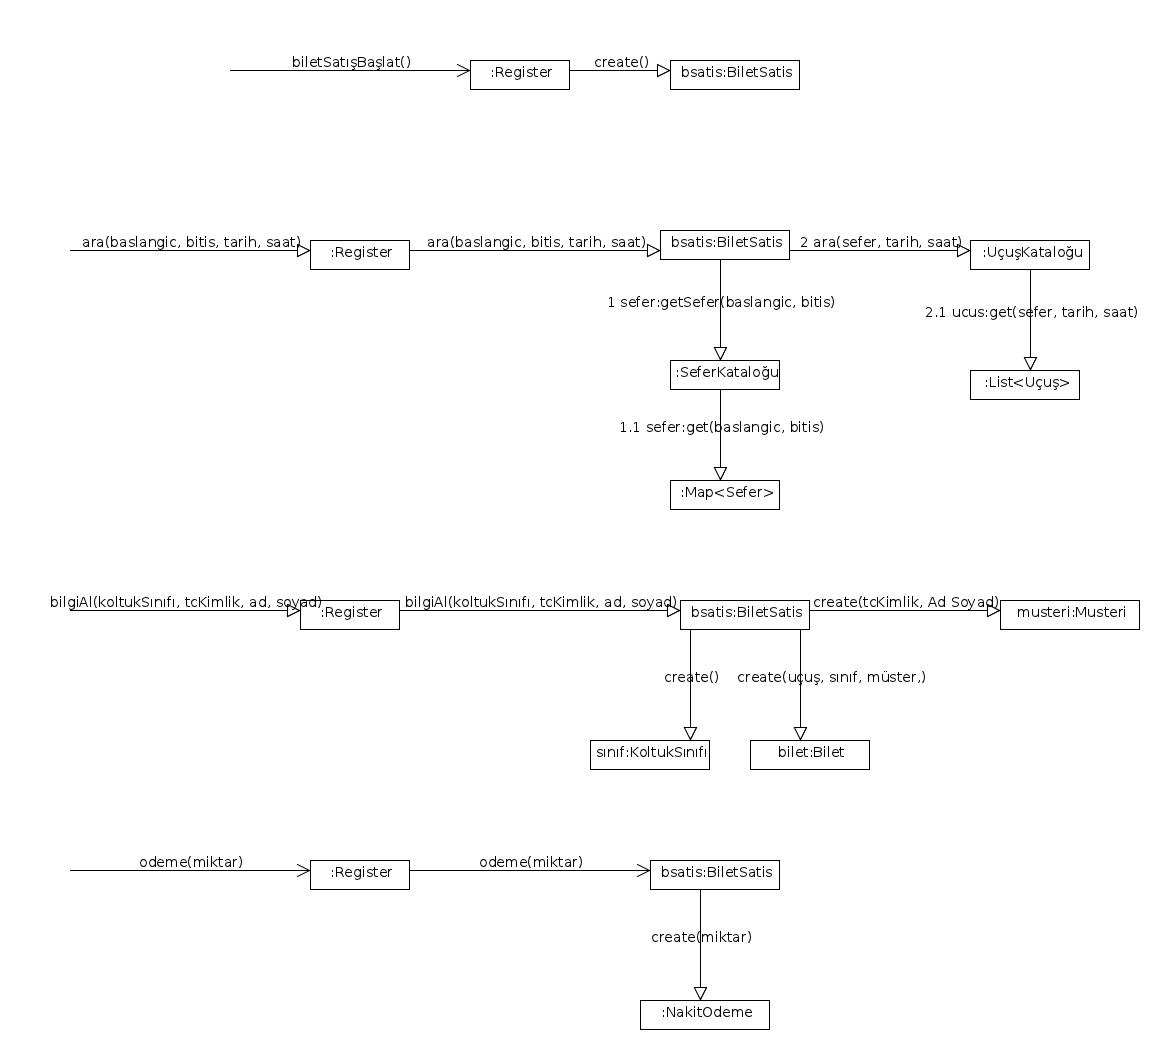 biletSatışBaşlat()
:Register
create()
bsatis:BiletSatis
ara(baslangic, bitis, tarih, saat)
:Register
ara(baslangic, bitis, tarih, saat)
bsatis:BiletSatis
2 ara(sefer, tarih, saat)
:UçuşKataloğu
1 sefer:getSefer(baslangic, bitis)
2.1 ucus:get(sefer, tarih, saat)
:SeferKataloğu
:List<Uçuş>
1.1 sefer:get(baslangic, bitis)
:Map<Sefer>
bilgiAl(koltukSınıfı, tcKimlik, ad, soyad)
:Register
bilgiAl(koltukSınıfı, tcKimlik, ad, soyad)
bsatis:BiletSatis
create(tcKimlik, Ad Soyad)
musteri:Musteri
create()
create(uçuş, sınıf, müster,)
sınıf:KoltukSınıfı
bilet:Bilet
odeme(miktar)
:Register
odeme(miktar)
bsatis:BiletSatis
create(miktar)
:NakitOdeme